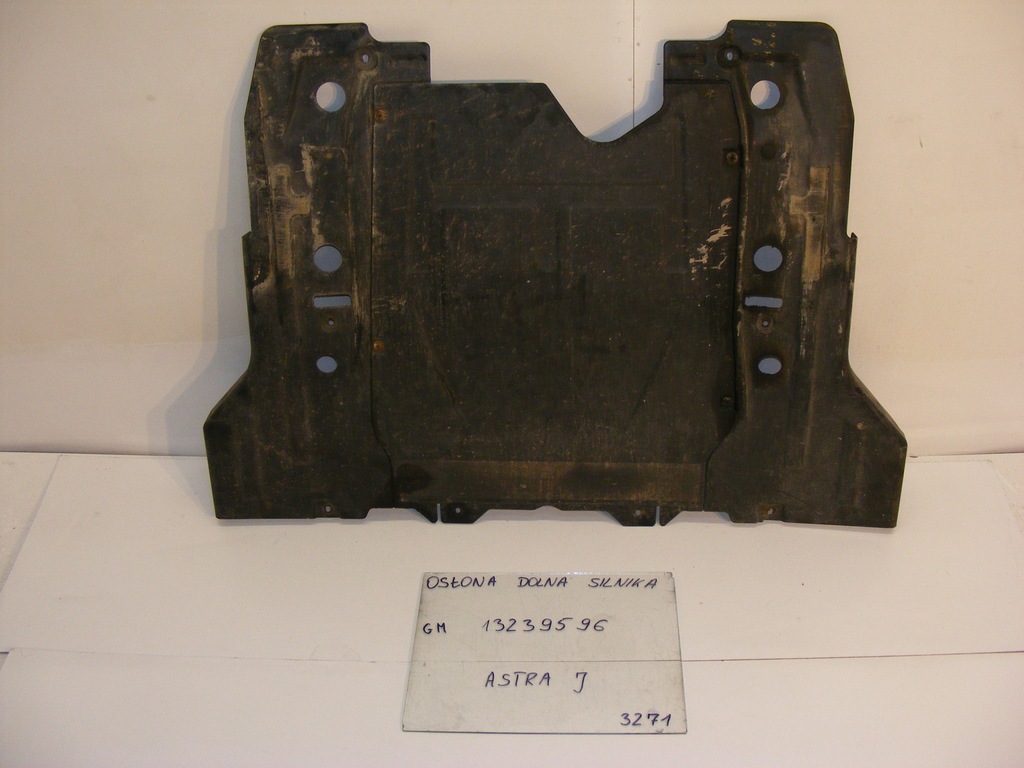 OSŁONA DOLNA SILNIKA
GM 13239596
ASTRA J
3271